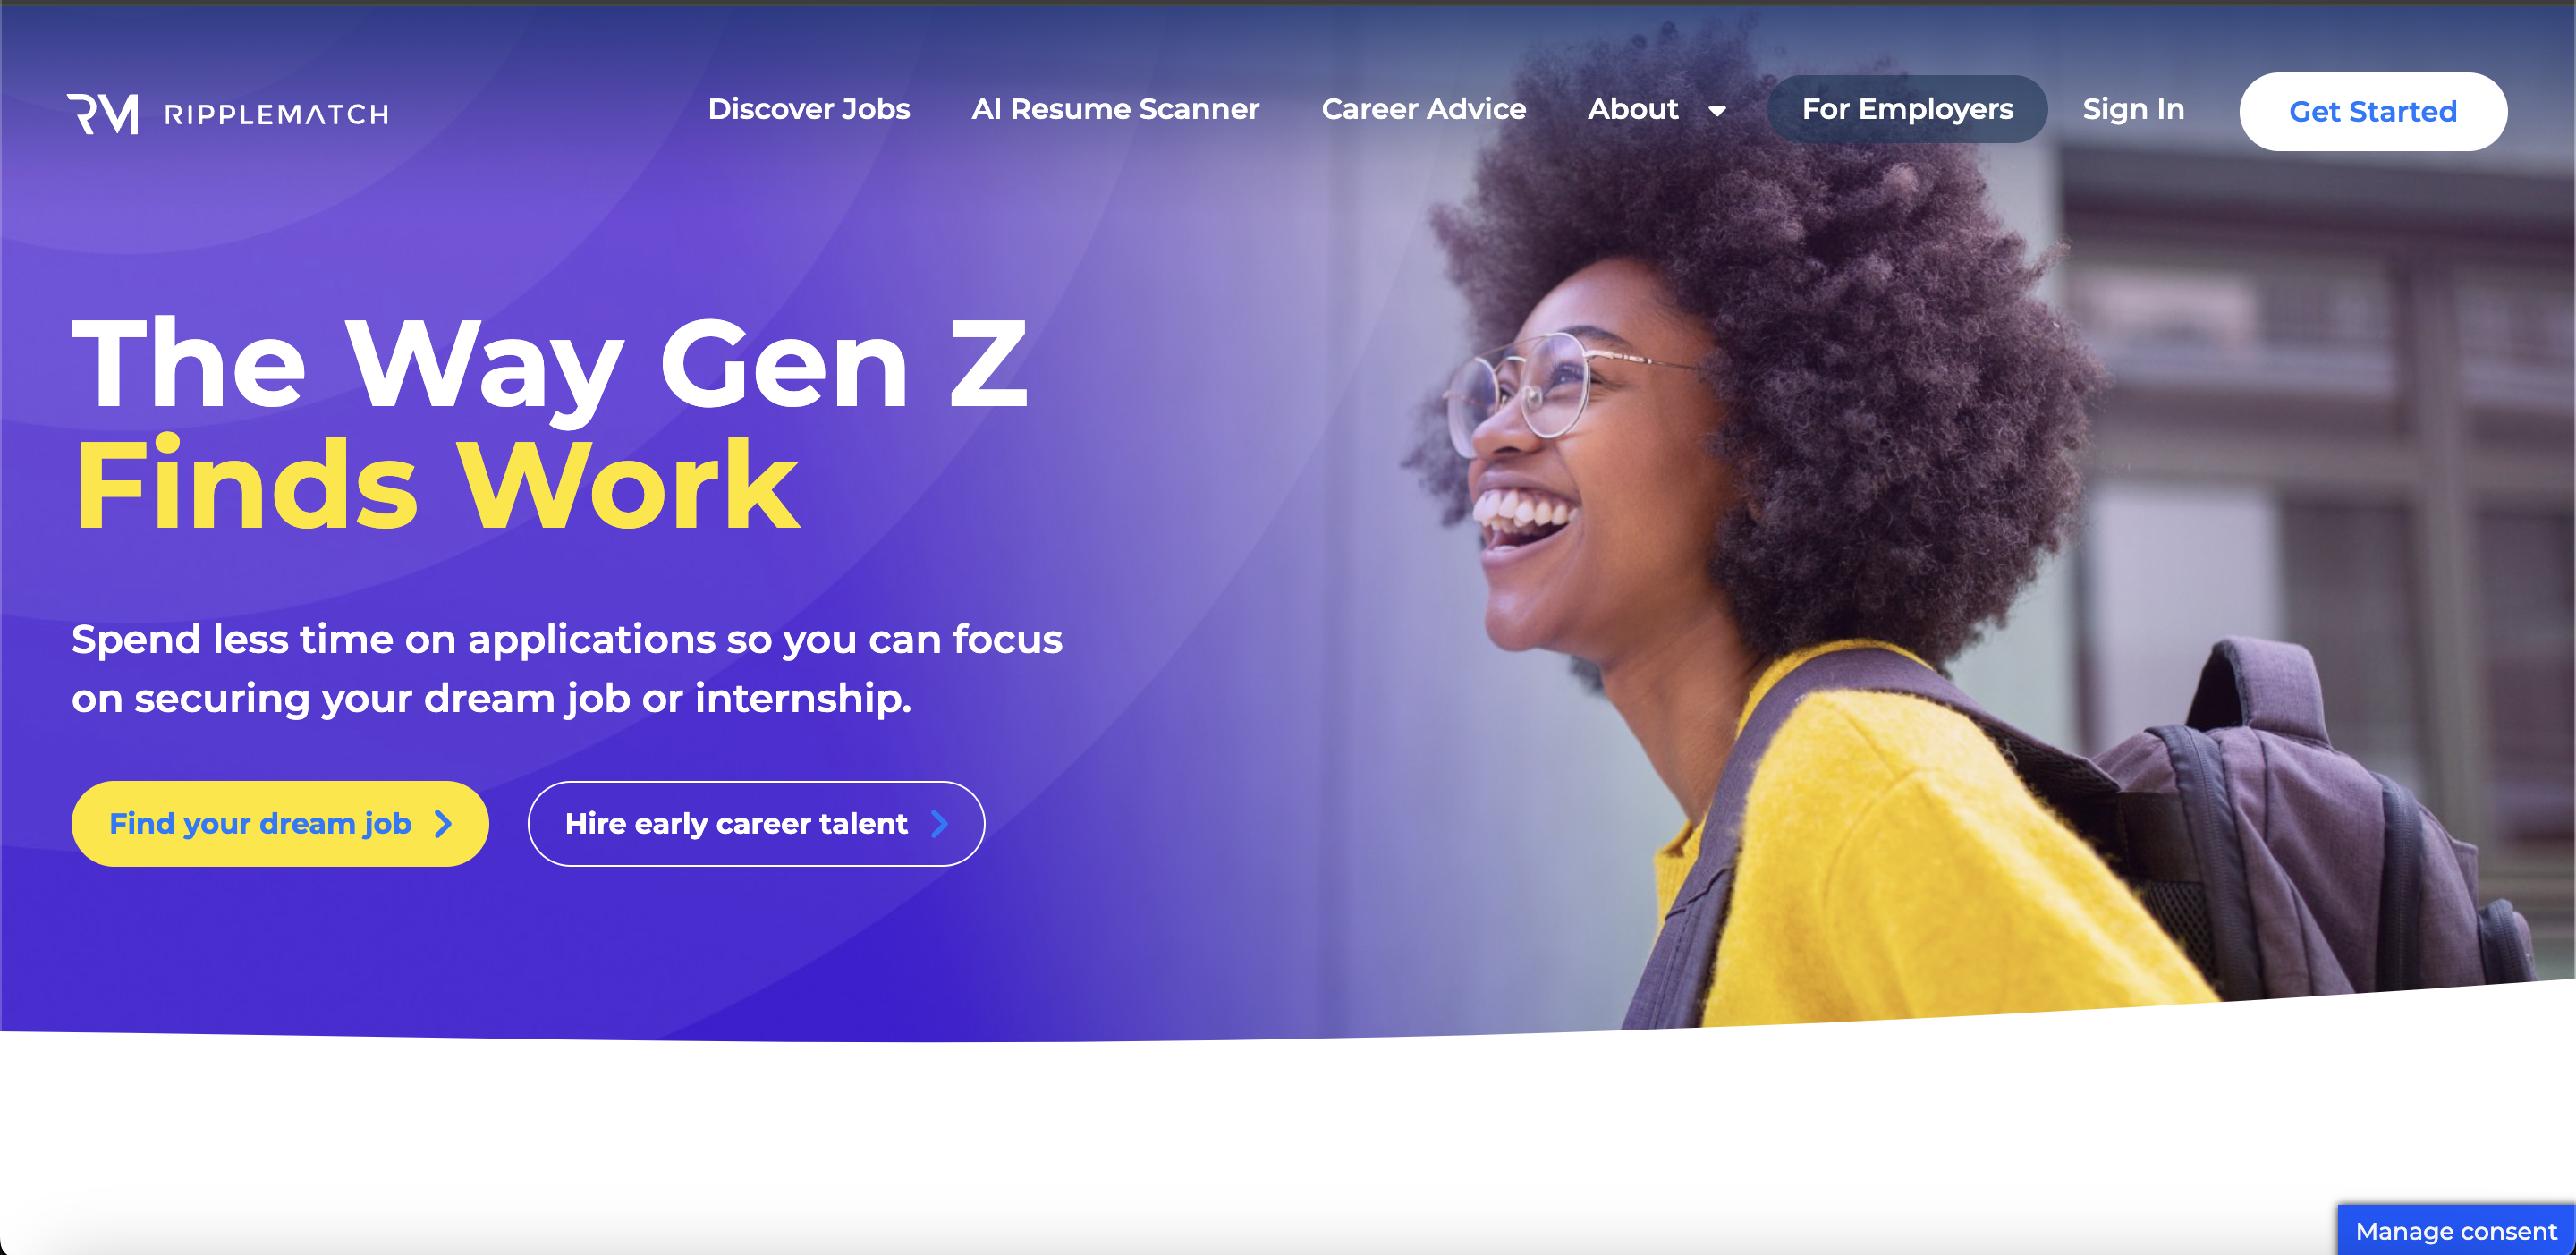 RM RIPPLEMATCH
Discover Jobs AI Resume Scanner Career Advice About For Employers Sign In Get Started
The Way Gen Z
Finds Work
Spend less time on applications so you can focus
on securing your dream job or internship.
Find your dream job Hire early career talent
Manage consent